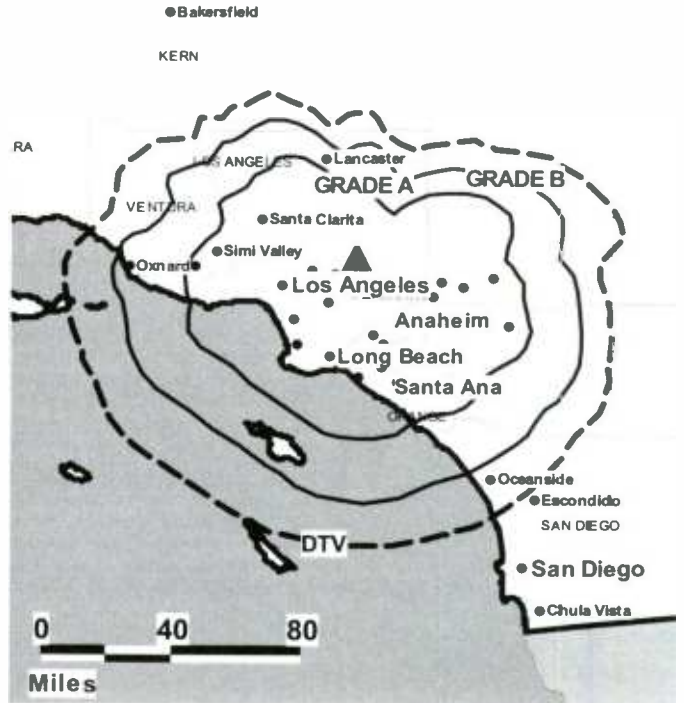 Bakersfield
KERN
RA
LOS ANGELES
Lancaster
GRADE A
GRADE B
VENTURA
Santa Clarita
Simi Valley
Oxnard
Los Angeles
Anaheim
Long Beach
Santa Ana
ORANGE
Oceanside
Escondido
SAN DIEGO
DTV
San Diego
Chula Vista
0 40 80
Miles